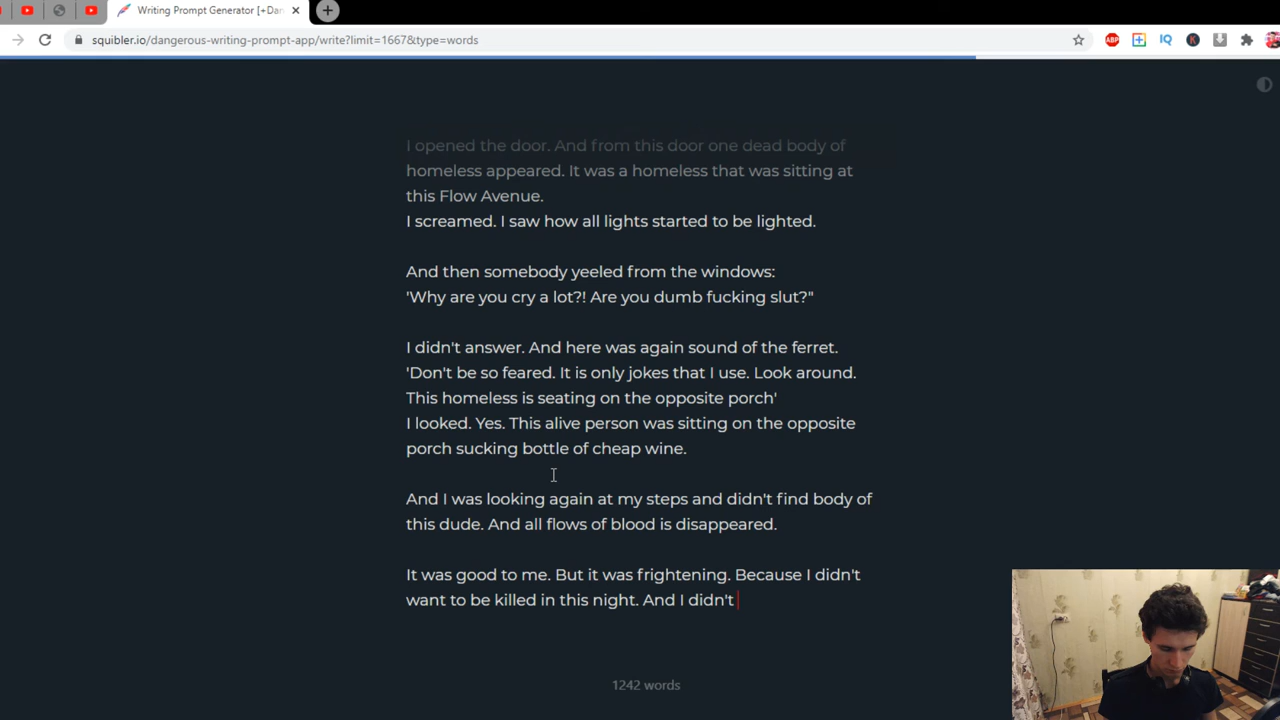 Writing Prompt Generator [+Dan
squibler.io/dangerous-writing-prompt-app/write?limit=1667&type=words
ABP
IQ
K
I opened the door. And from this door one dead body of
homeless appeared. It was a homeless that was sitting at
this Flow Avenue.
I screamed. I saw how all lights started to be lighted.
And then somebody yeeled from the windows:
'Why are you cry a lot?! Are you dumb fucking slut?"
I didn't answer. And here was again sound of the ferret.
'Don't be so feared. It is only jokes that I use. Look around.
This homeless is seating on the opposite porch'
I looked. Yes. This alive person was sitting on the opposite
porch sucking bottle of cheap wine.
And I was looking again at my steps and didn't find body of
this dude. And all flows of blood is disappeared.
It was good to me. But it was frightening. Because I didn't
want to be killed in this night. And I didn't
1242 words